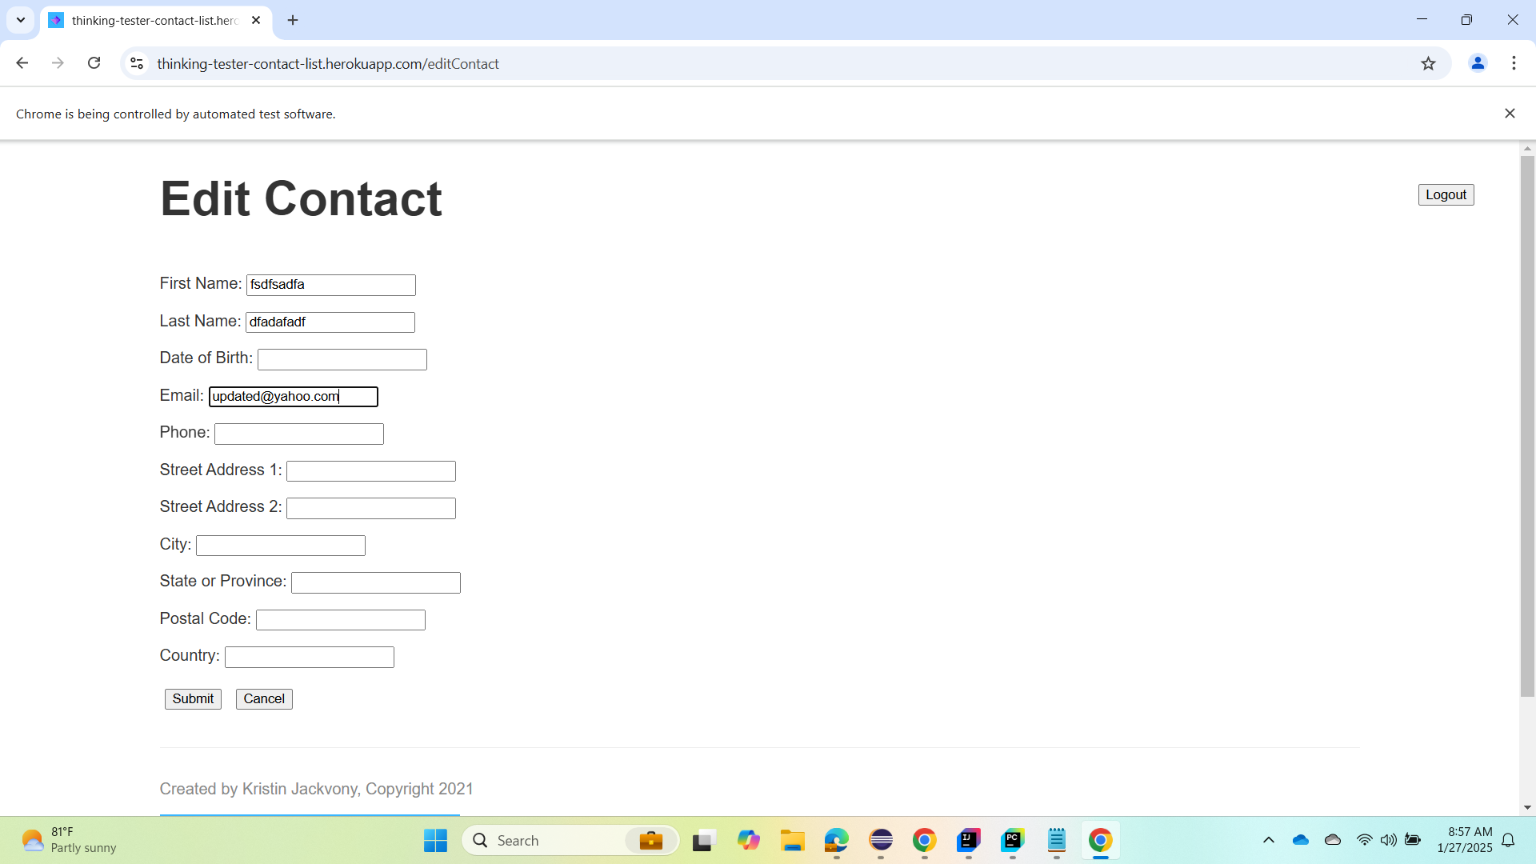 thinking-tester-contact-list.herc
thinking-tester-contact-list.herokuapp.com/editContact
Chrome is being controlled by automated test software.
Edit Contact
Logout
First Name: fsdfsadfa
Last Name: dfadafadf
Date of Birth:
Email: updated@yahoo.com
Phone:
Street Address 1:
Street Address 2:
City:
State or Province:
Postal Code:
Country:
Submit Cancel
Created by Kristin Jackvony, Copyright 2021
81°F
Partly sunny
Search
IJ
PC
8:57 AM
1/27/2025